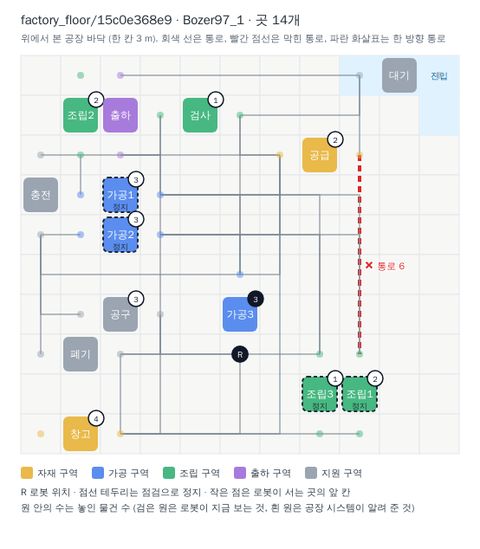 factory_floor/15c0e368e9 · Bozer97_1 · 곳 14개
위에서 본 공장 바닥 (한 칸 3 m). 회색 선은 통로, 빨간 점선은 막힌 통로, 파란 화살표는 한 방향 통로
대기
2
1
조립2
출하
검사
2
공급
3
충전
가공1
정지
3
가공2
정지
✕ 통로 6
3
3
공구
가공3
폐기
R
1
2
조립3
조립1
정지
정지
4
창고
자재 구역
가공 구역
조립 구역
출하 구역
지원 구역
R 로봇 위치 · 점선 테두리는 점검으로 정지 · 작은 점은 로봇이 서는 곳의 앞 칸
원 안의 수는 놓인 물건 수 (검은 원은 로봇이 지금 보는 것, 흰 원은 공장 시스템이 알려 준 것)